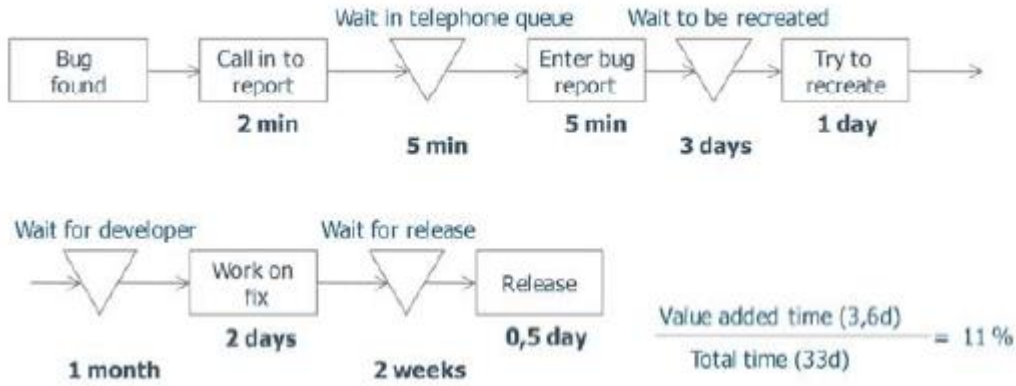 Wait in telephone queue
Wait to be recreated
Bug
found
Call in to
report
Enter bug
report
Try to
recreate
2 min
5 min
5 min
3 days
1 day
Wait for developer
Wait for release
Work on
fix
Release
1 month
2 days
2 weeks
0,5 day
Value added time (3,6d)
Total time (33d)
= 11 %